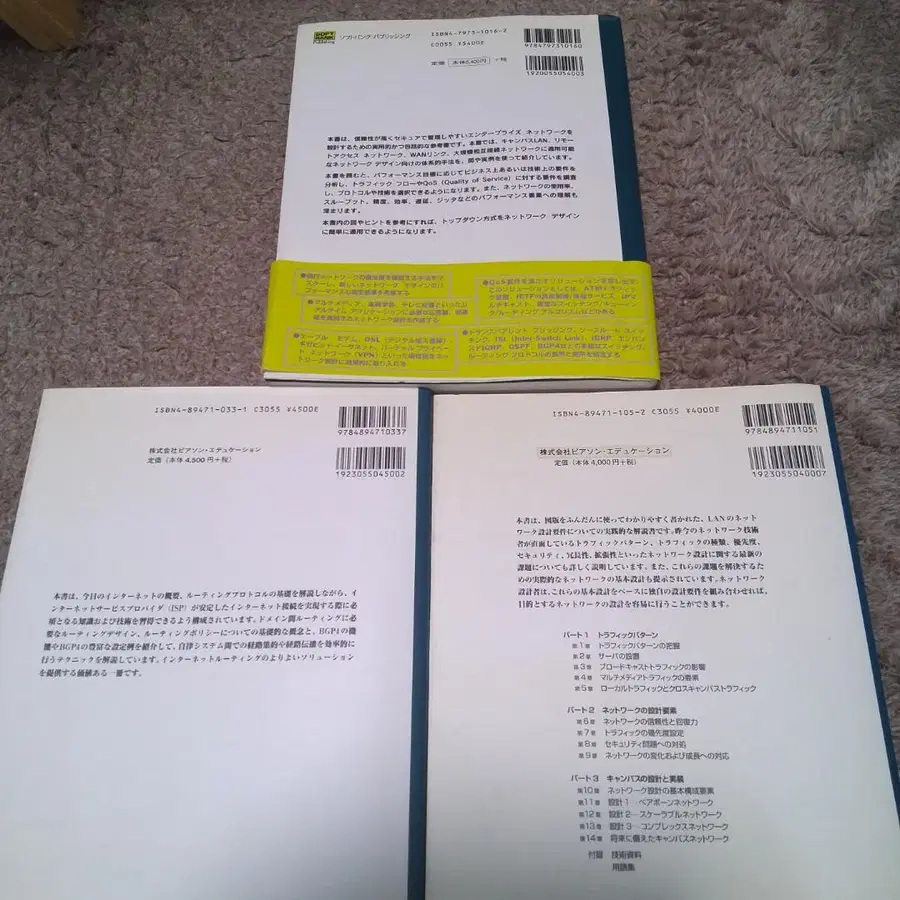 SOFT BANK Publishing
ソフトバンク パブリッシング
ISBN4-7973-1016-2
C0055 ¥5400E
定価 本体5,400円 +税
9784797310160
1920055054003
本書は、信頼性が高くセキュアで管理しやすいエンタープライズ ネットワークを
設計するための実用的かつ包括的な参考書です。本書では、キャンパスLAN、リモー
トアクセス ネットワーク、WANリンク、大規模相互接続ネットワークに適用可能
なネットワーク デザイン向けの体系的手法を、図や実例を使って紹介しています。
本書を読むと、パフォーマンス技術に応じてビジネス上あるいは技術上の要件を
分析し、トラフィック フローやQoS (Quality of Service) に対する要件を調査
し、プロトコルや技術を選択できるようになります。また、ネットワークの使用率、
スループット、精度、効率、遅延、ジッタなどのパフォーマンス要素への理解も
深まります。
本書内の図やヒントを参考にすれば、トップダウン方式をネットワーク デザイン
に簡単に適用できるようになります。
ISBN4-89471-033-1 C3055 ¥4500E
9784894710337
株式会社ピアソン・エデュケーション
定価(本体4,500円+税)
1923055045002
本書は、今日のインターネットの概要、ルーティングプロトコルの基礎を解説しながら、イ
ンターネットサービスプロバイダ(ISP)が安定したインターネット接続を実現する際に必
須となる知識および技術を習得できるよう構成されています。ドメイン間ルーティングに必
要なルーティングデザイン、ルーティングポリシーについての基礎的な概念と、BGP4の機
能やBGP4の豊富な設定例を紹介して、自律システム間での経路集約や経路伝播を効率的に
行うテクニックを解説しています。インターネットルーティングのよりよいソリューション
を提供する価値ある一冊です。
ISBN4-89471-105-2 C3055 ¥4000E
9784894711051
株式会社ピアソン・エデュケーション
定価(本体4,000円+税)
1923055040007
本書は、図版をふんだんに使ってわかりやすく書かれた、LANのネット
ワーク設計要件についての実践的な解説書です。昨今のネットワーク技術
者が直面しているトラフィックパターン、トラフィックの種類、優先度、
セキュリティ、冗長性、拡張性といったネットワーク設計に関する最新の
課題についても詳しく説明しています。また、これらの課題を解決するた
めの実際的なネットワークの基本設計も提示されています。ネットワーク
設計者は、これらの基本設計をベースに独自の設計要件を組み合わせれば、
目的とするネットワークの設計を容易に行うことができます。
パート1 トラフィックパターン
第1章 トラフィックパターンの把握
第2章 サーバの設置
第3章 ブロードキャストトラフィックの影響
第4章 マルチメディアトラフィックの要素
第5章 ローカルトラフィックとクロスキャンパストラフィック
パート2 ネットワークの設計要素
第6章 ネットワークの信頼性と回復力
第7章 トラフィックの優先度設定
第8章 セキュリティ問題への対処
第9章 ネットワークの変化および成長への対応
パート3 キャンパスの設計と実装
第10章 ネットワーク設計の基本構成要素
第11章 設計1―ベアボーンネットワーク
第12章 設計2―スケーラブルネットワーク
第13章 設計3―コンプレックスネットワーク
第14章 将来に備えたキャンパスネットワーク
付録 技術資料
用語集